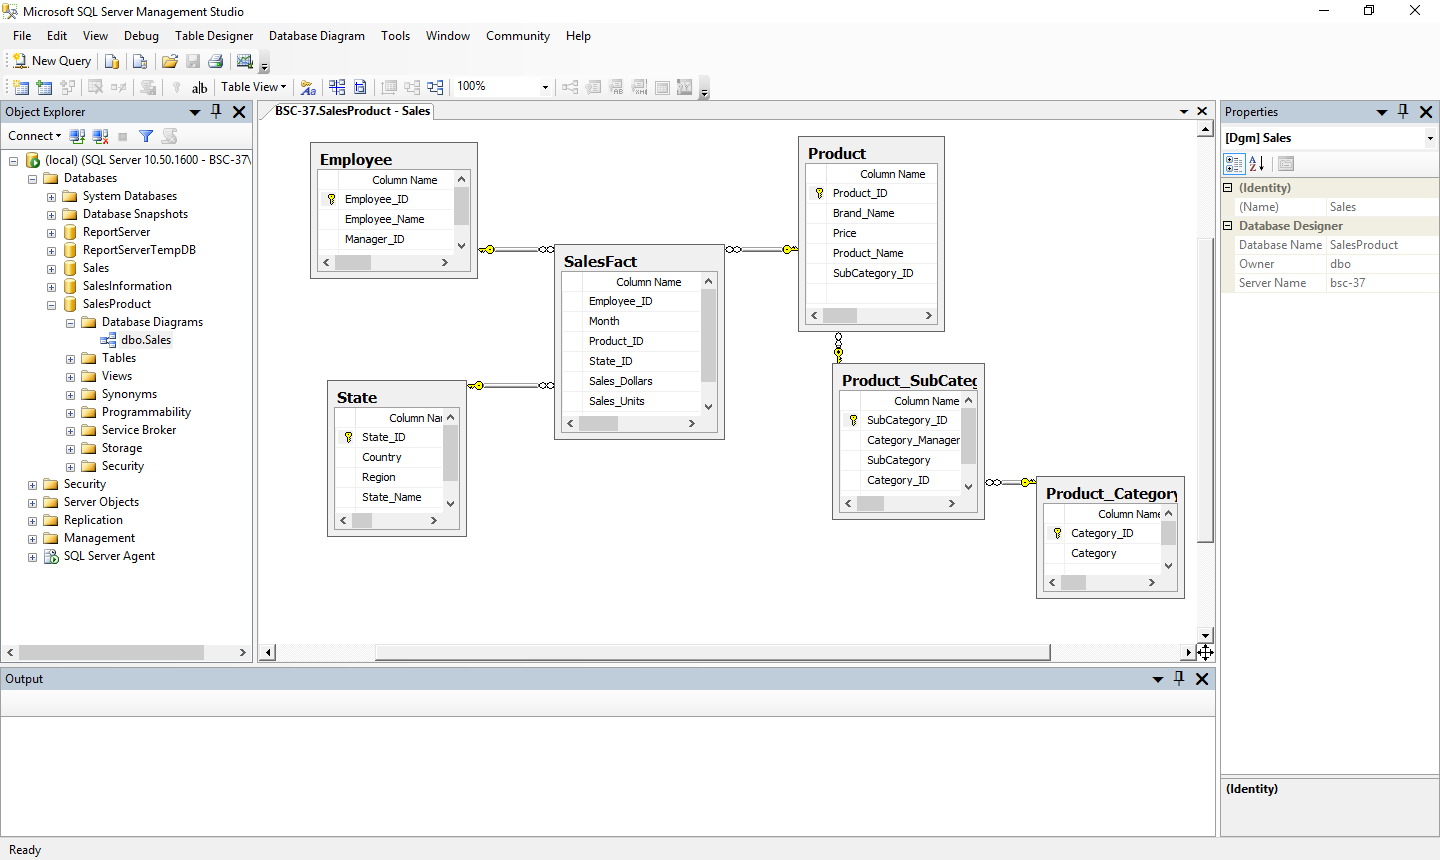 Microsoft SQL Server Management Studio
File Edit View Debug Table Designer Database Diagram Tools Window Community Help
New Query
ab Table View 100%
Object Explorer
Connect
(local) (SQL Server 10.50.1600 - BSC-37\
Databases
System Databases
Database Snapshots
ReportServer
ReportServerTempDB
Sales
SalesInformation
SalesProduct
Database Diagrams
dbo.Sales
Tables
Views
Synonyms
Programmability
Service Broker
Storage
Security
Security
Server Objects
Replication
Management
SQL Server Agent
BSC-37.SalesProduct - Sales
Employee
Column Name
Employee_ID
Employee_Name
Manager_ID
State
Column Nar
State_ID
Country
Region
State_Name
SalesFact
Column Name
Employee_ID
Month
Product_ID
State_ID
Sales_Dollars
Sales_Units
Product
Column Name
Product_ID
Brand_Name
Price
Product_Name
SubCategory_ID
Product_SubCateg
Column Name
SubCategory_ID
Category_Manager
SubCategory
Category_ID
Product_Category
Column Name
Category_ID
Category
Properties
[Dgm] Sales
(Identity)
(Name) Sales
Database Designer
Database Name SalesProduct
Owner dbo
Server Name bsc-37
(Identity)
Output
Ready